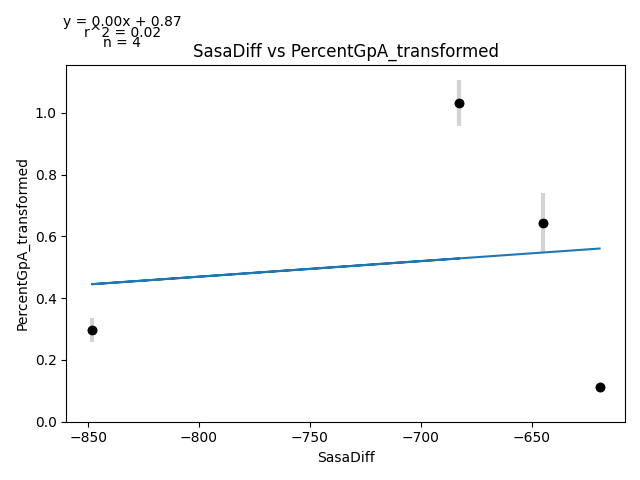 y = 0.00x + 0.87
r^2 = 0.02
n = 4
SasaDiff vs PercentGpA_transformed
1.0
0.8
0.6
0.4
0.2
0.0
PercentGpA_transformed
−850
−800
−750
−700
−650
SasaDiff